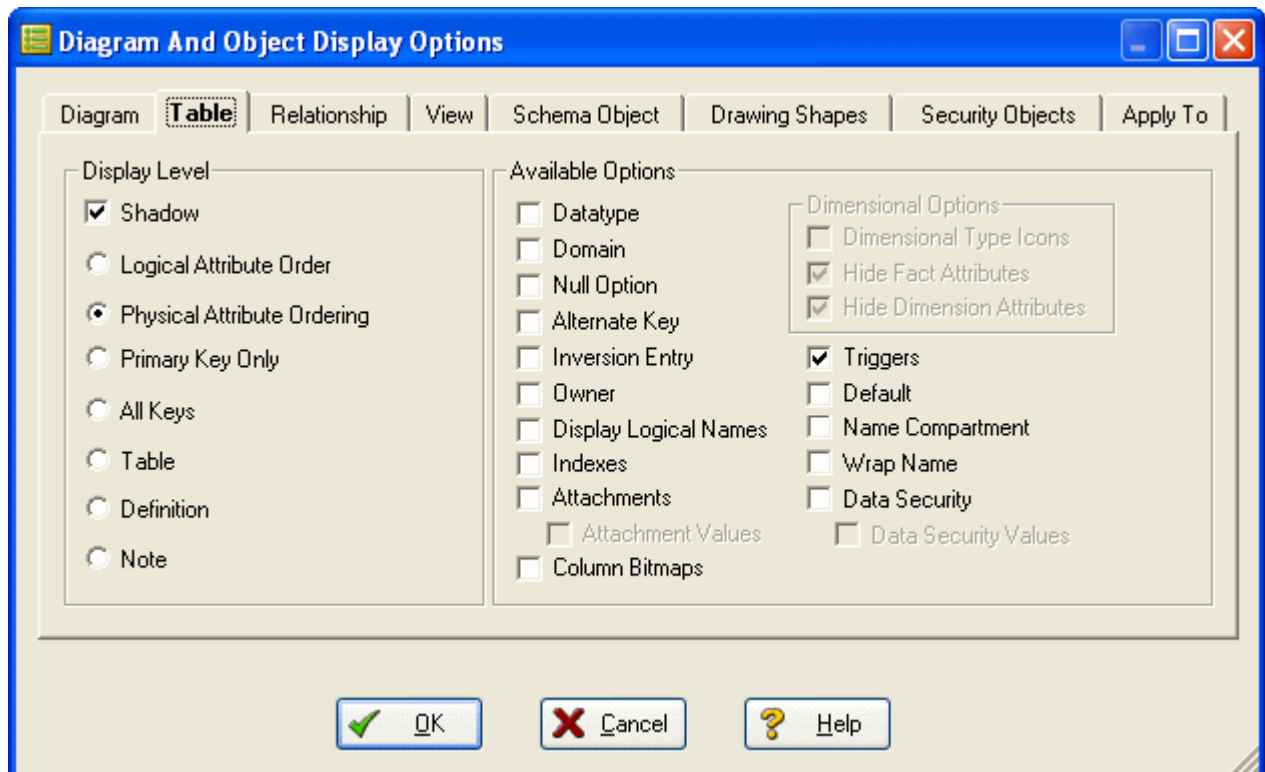 Diagram And Object Display Options
Diagram Table Relationship View Schema Object Drawing Shapes Security Objects Apply To
Display Level
Shadow
Logical Attribute Order
Physical Attribute Ordering
Primary Key Only
All Keys
Table
Definition
Note
Available Options
Datatype
Domain
Null Option
Alternate Key
Inversion Entry
Owner
Display Logical Names
Indexes
Attachments
Attachment Values
Column Bitmaps
Dimensional Options
Dimensional Type Icons
Hide Fact Attributes
Hide Dimension Attributes
Triggers
Default
Name Compartment
Wrap Name
Data Security
Data Security Values
OK Cancel Help